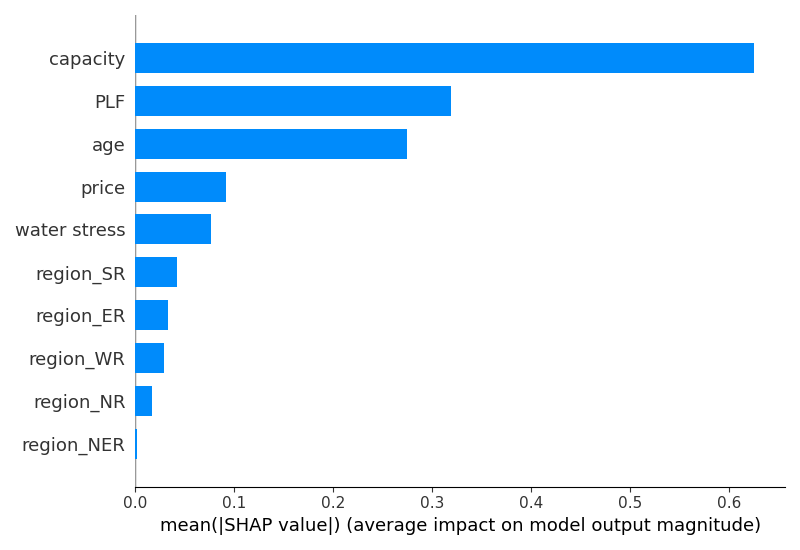 capacity
PLF
age
price
water stress
region_SR
region_ER
region_WR
region_NR
region_NER
0.0 0.1 0.2 0.3 0.4 0.5 0.6
mean(|SHAP value|) (average impact on model output magnitude)